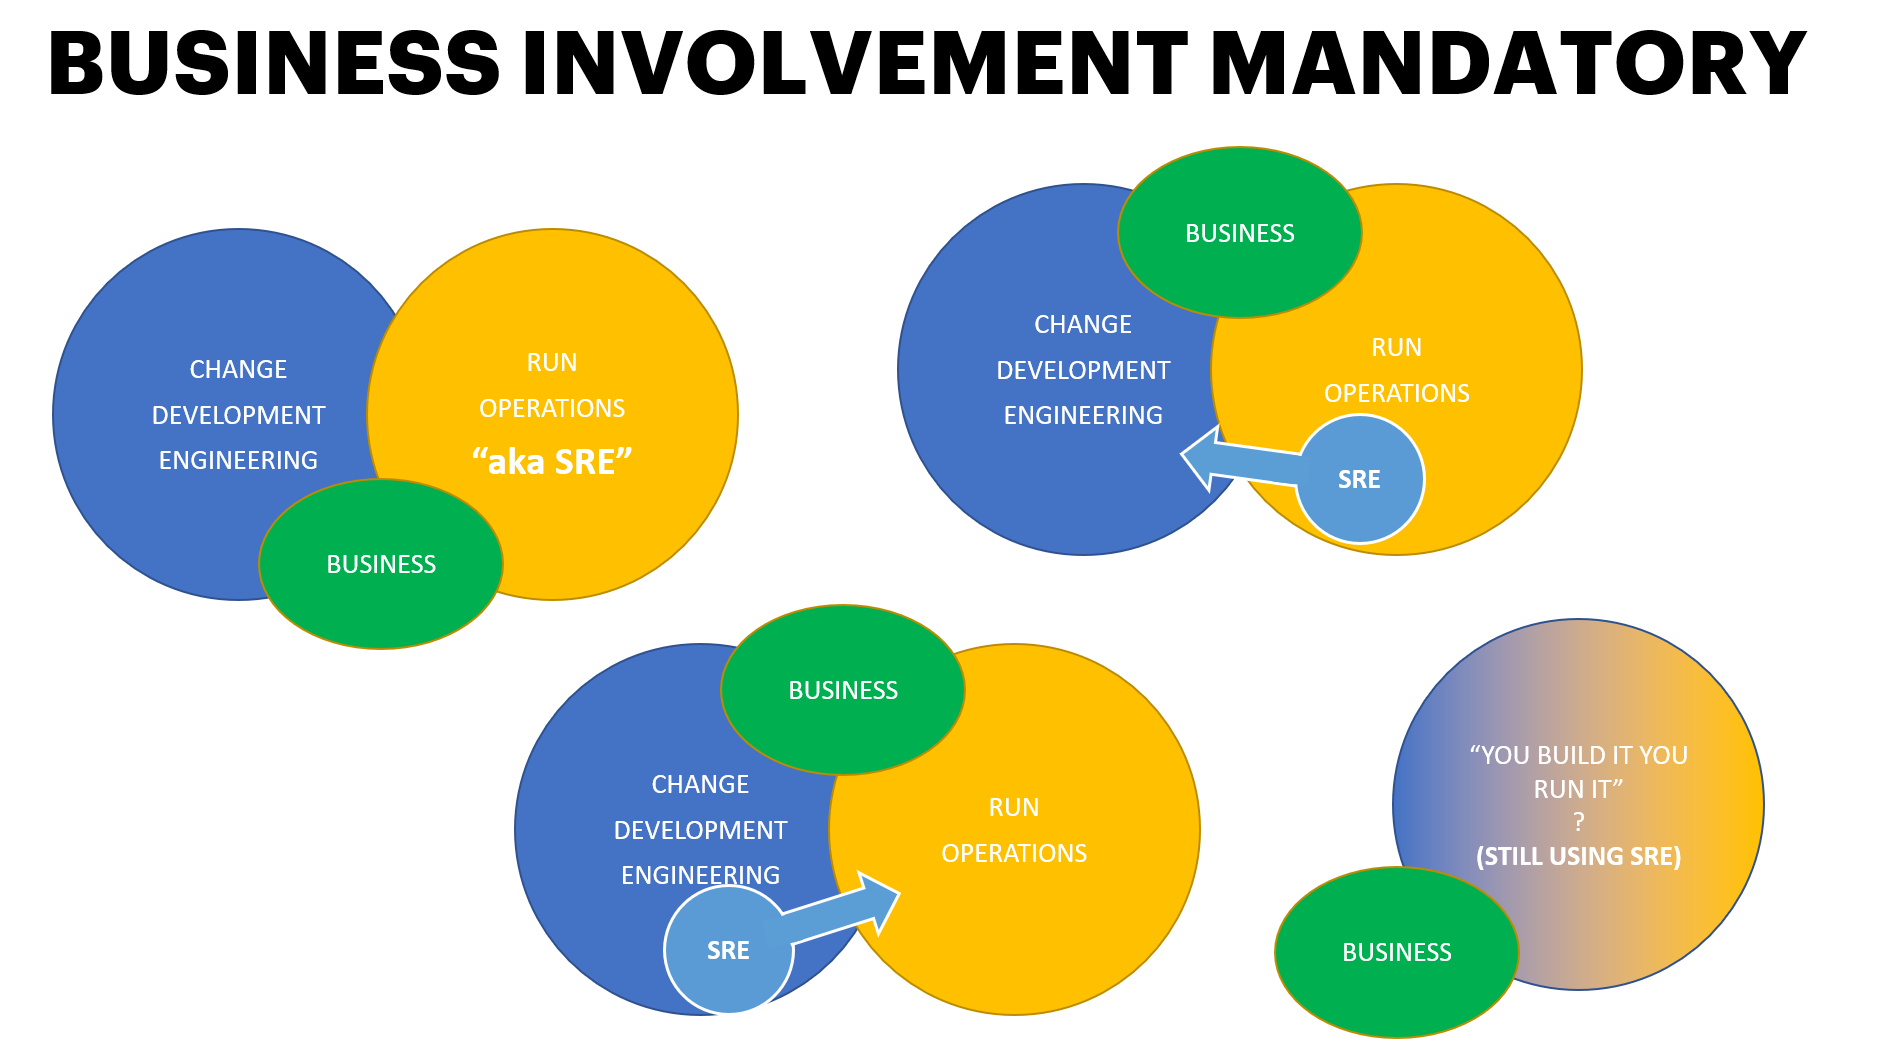 BUSINESS INVOLVEMENT MANDATORY
CHANGE
DEVELOPMENT
ENGINEERING
RUN
OPERATIONS
“aka SRE”
BUSINESS
BUSINESS
CHANGE
DEVELOPMENT
ENGINEERING
RUN
OPERATIONS
SRE
BUSINESS
CHANGE
DEVELOPMENT
ENGINEERING
SRE
RUN
OPERATIONS
“YOU BUILD IT YOU
RUN IT”
?
(STILL USING SRE)
BUSINESS